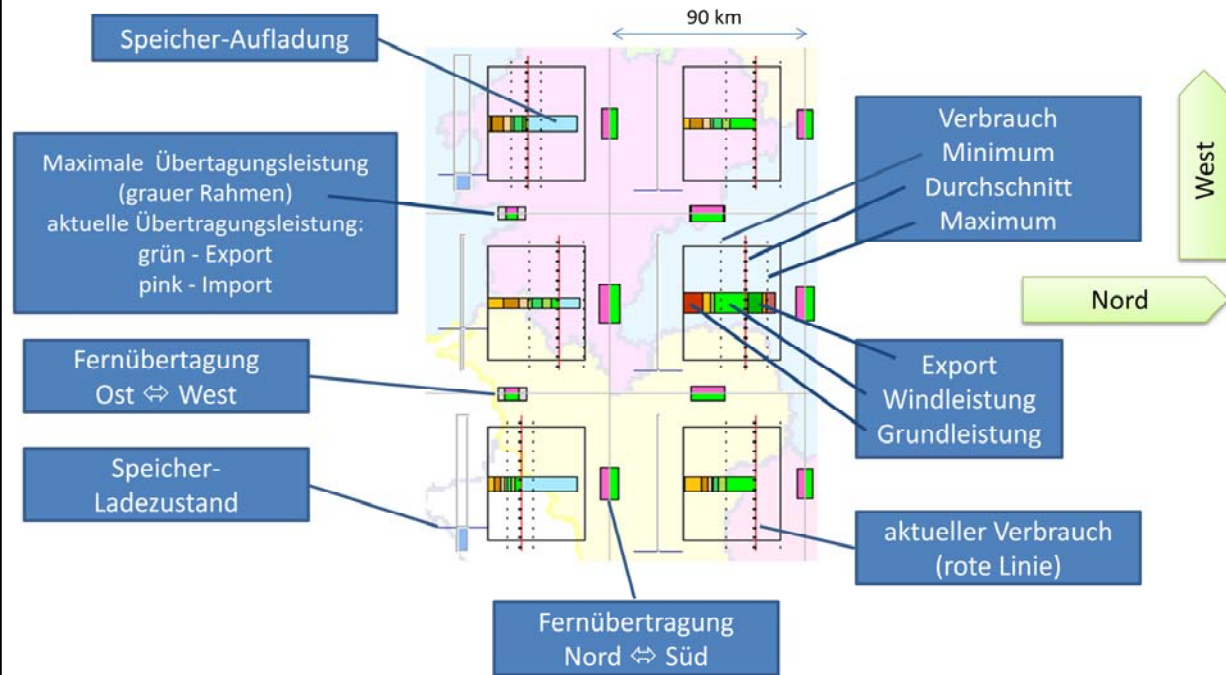 90 km
Speicher-Aufladung
Maximale Übertagungsleistung
(grauer Rahmen)
aktuelle Übertragungsleistung:
grün - Export
pink - Import
Fernübertagung
Ost ⇔ West
Speicher-
Ladezustand
Fernübertragung
Nord ⇔ Süd
Verbrauch
Minimum
Durchschnitt
Maximum
West
Nord
Export
Windleistung
Grundleistung
aktueller Verbrauch
(rote Linie)